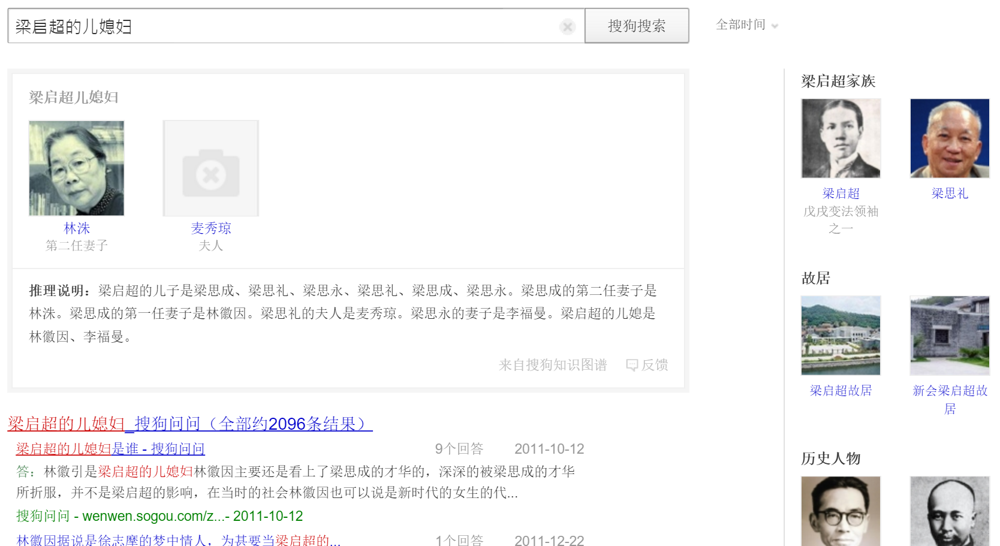 梁启超的儿媳妇
搜狗搜索
全部时间
梁启超儿媳妇
林洙
第二任妻子
麦秀琼
夫人
推理说明：梁启超的儿子是梁思成、梁思礼、梁思永、梁思礼、梁思成、梁思永。梁思成的第二任妻子是
林洙。梁思成的第一任妻子是林徽因。梁思礼的夫人是麦秀琼。梁思永的妻子是李福曼。梁启超的儿媳是
林徽因、李福曼。
来自搜狗知识图谱
反馈
梁启超的儿媳妇_搜狗问问（全部约2096条结果）
梁启超的儿媳妇是谁 - 搜狗问问 9个回答 2011-10-12
答：林徽引是梁启超的儿媳妇林徽因主要还是看上了梁思成的才华的，深深的被梁思成的才华
所折服，并不是梁启超的影响，在当时的社会林徽因也可以说是新时代的女生的代...
搜狗问问 - wenwen.sogou.com/z...- 2011-10-12
林徽因据说是徐志摩的梦中情人，为甚要当梁启超的... 1个回答 2011-12-22
梁启超家族
梁启超
戊戌变法领袖
之一
梁思礼
故居
梁启超故居
新会梁启超故
居
历史人物